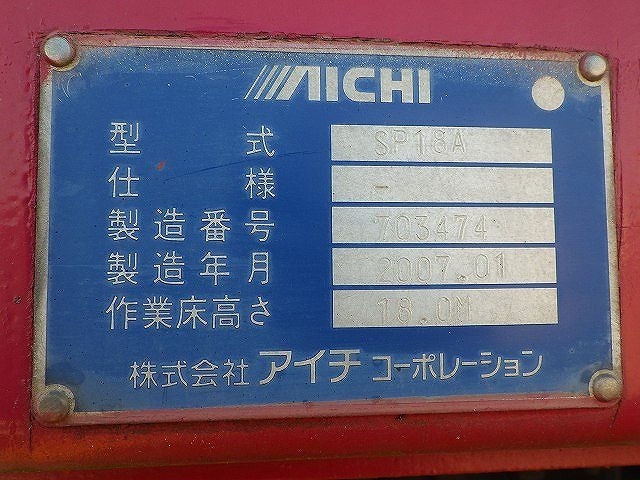 AICHI
型式 SP18A
仕様 -
製造番号 703474
製造年月 2007.01
作業床高さ 18.0M
株式会社 アイチ コーポレーション